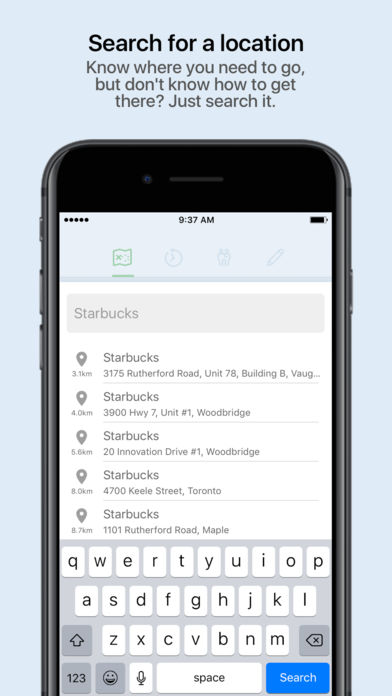 Search for a location
Know where you need to go,
but don't know how to get
there? Just search it.
9:37 AM
Starbucks
Starbucks
3.1km 3175 Rutherford Road, Unit 78, Building B, Vaug...
Starbucks
4.0km 3900 Hwy 7, Unit #1, Woodbridge
Starbucks
5.6km 20 Innovation Drive #1, Woodbridge
Starbucks
8.0km 4700 Keele Street, Toronto
Starbucks
8.7km 1101 Rutherford Road, Maple
q w e r t y u i o p
a s d f g h j k l
z x c v b n m
123 space Search